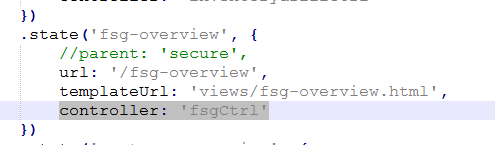 })
.state('fsg-overview', {
//parent: 'secure',
url: '/fsg-overview',
templateUrl: 'views/fsg-overview.html',
controller: 'fsgCtrl'
})